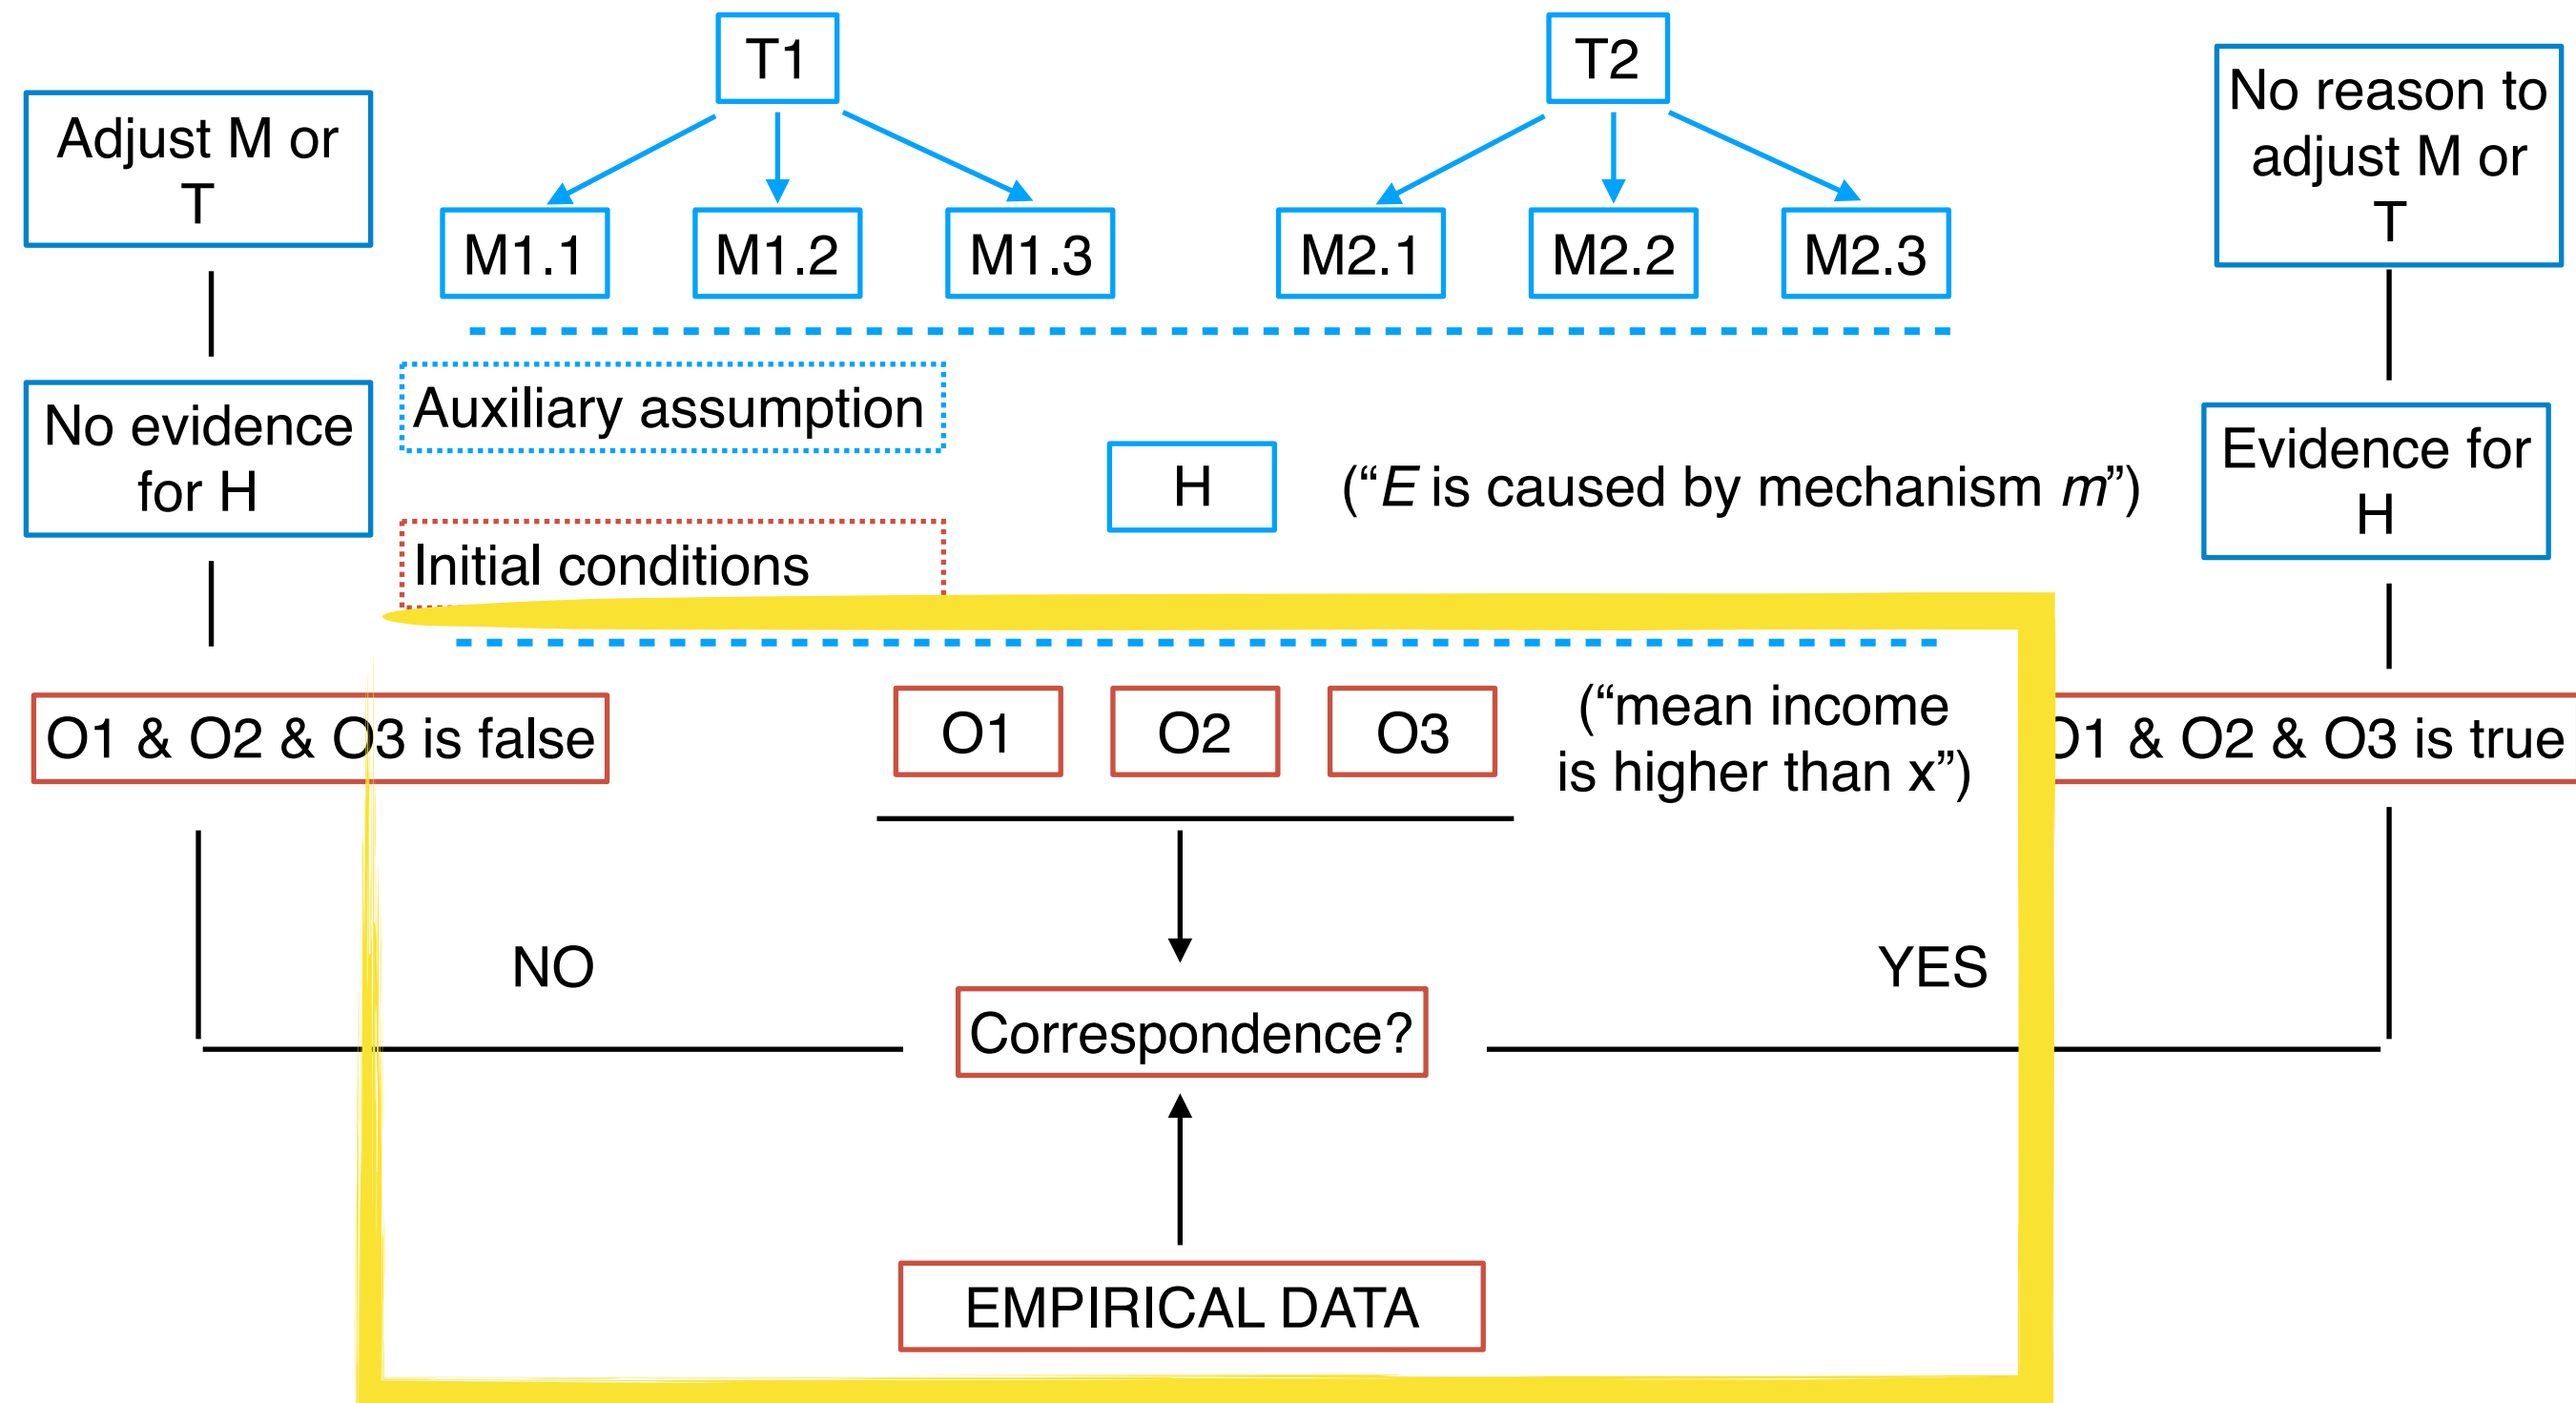 T1
T2
Adjust M or
T
No reason to
adjust M or
T
M1.1
M1.2
M1.3
M2.1
M2.2
M2.3
No evidence
for H
Auxiliary assumption
Initial conditions
H
(“E is caused by mechanism m”)
Evidence for
H
O1 & O2 & O3 is false
O1
O2
O3
(“mean income
is higher than x”)
O1 & O2 & O3 is true
NO
YES
Correspondence?
EMPIRICAL DATA